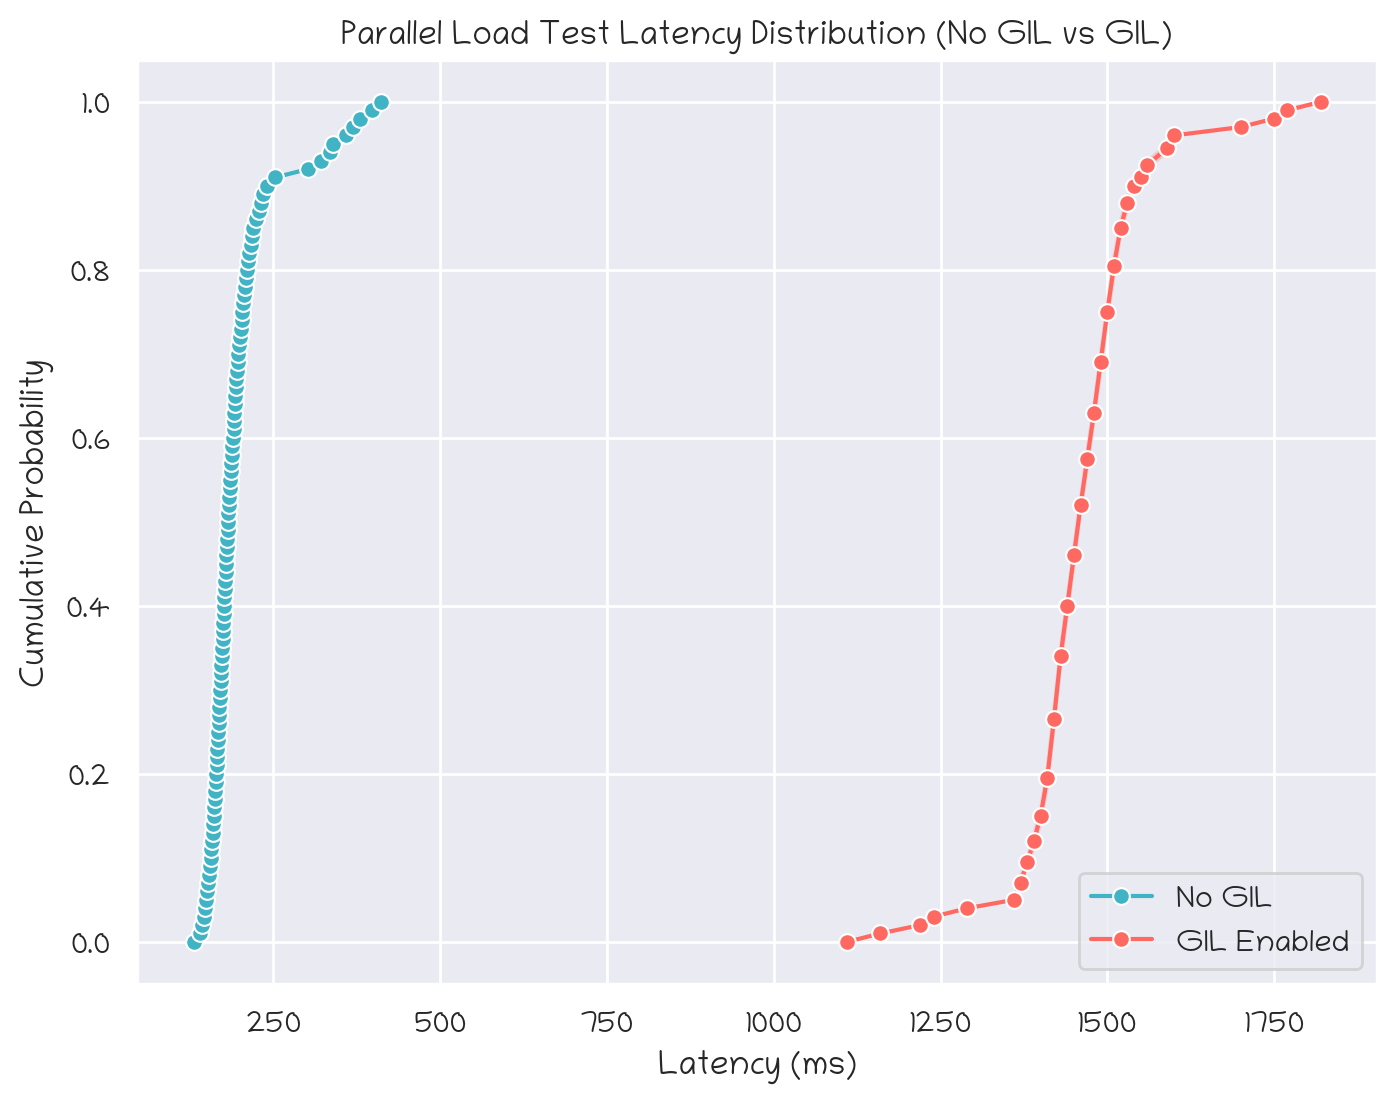 Parallel Load Test Latency Distribution (No GIL vs GIL)
Cumulative Probability
1.0
0.8
0.6
0.4
0.2
0.0
No GIL
GIL Enabled
250 500 750 1000 1250 1500 1750
Latency (ms)